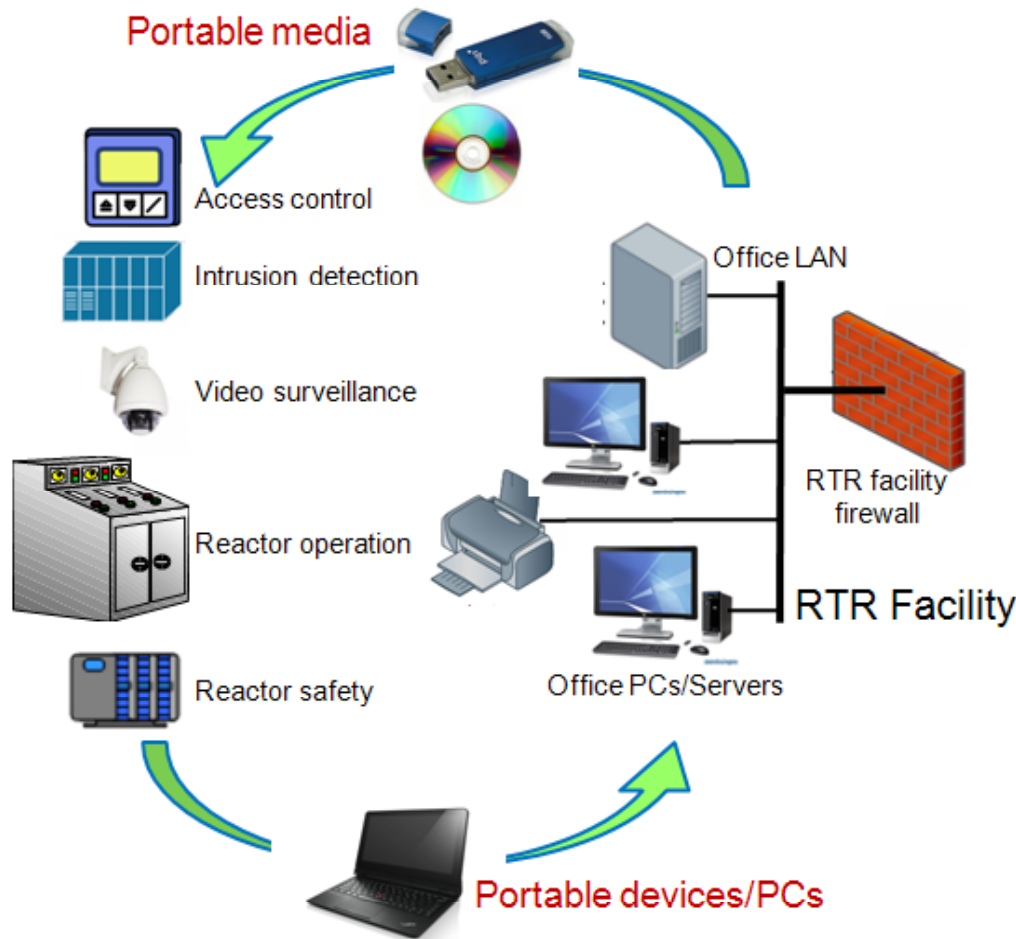 Portable media
Access control
Intrusion detection
Video surveillance
Reactor operation
Reactor safety
Office LAN
RTR facility
firewall
RTR Facility
Office PCs/Servers
Portable devices/PCs